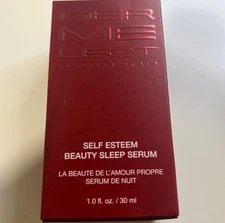 DER
ME
LECT
SELF ESTEEM
BEAUTY SLEEP SERUM
LA BEAUTE DE L'AMOUR PROPRE
SERUM DE NUIT
1.0 fl. oz. / 30 ml